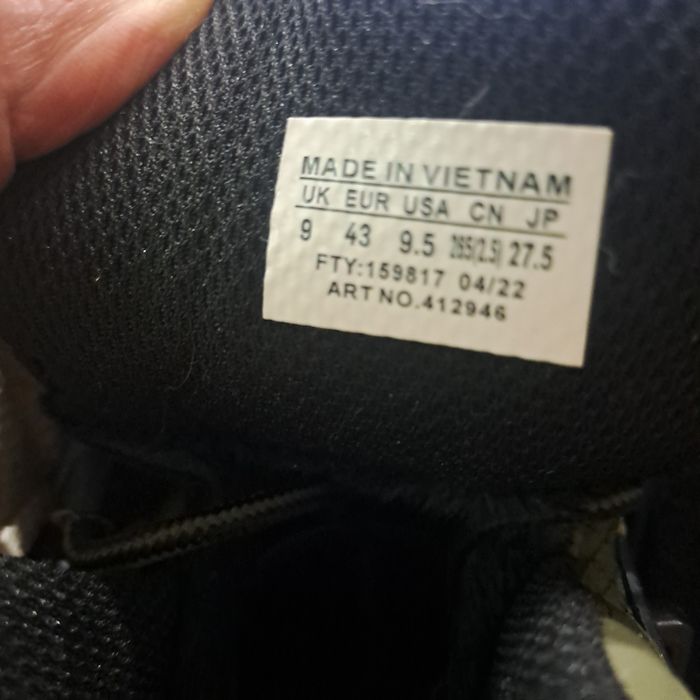 MADE IN VIETNAM
UK EUR USA CN JP
9 43 9.5 265(2.5) 27.5
FTY:159817 04/22
ART NO.412946